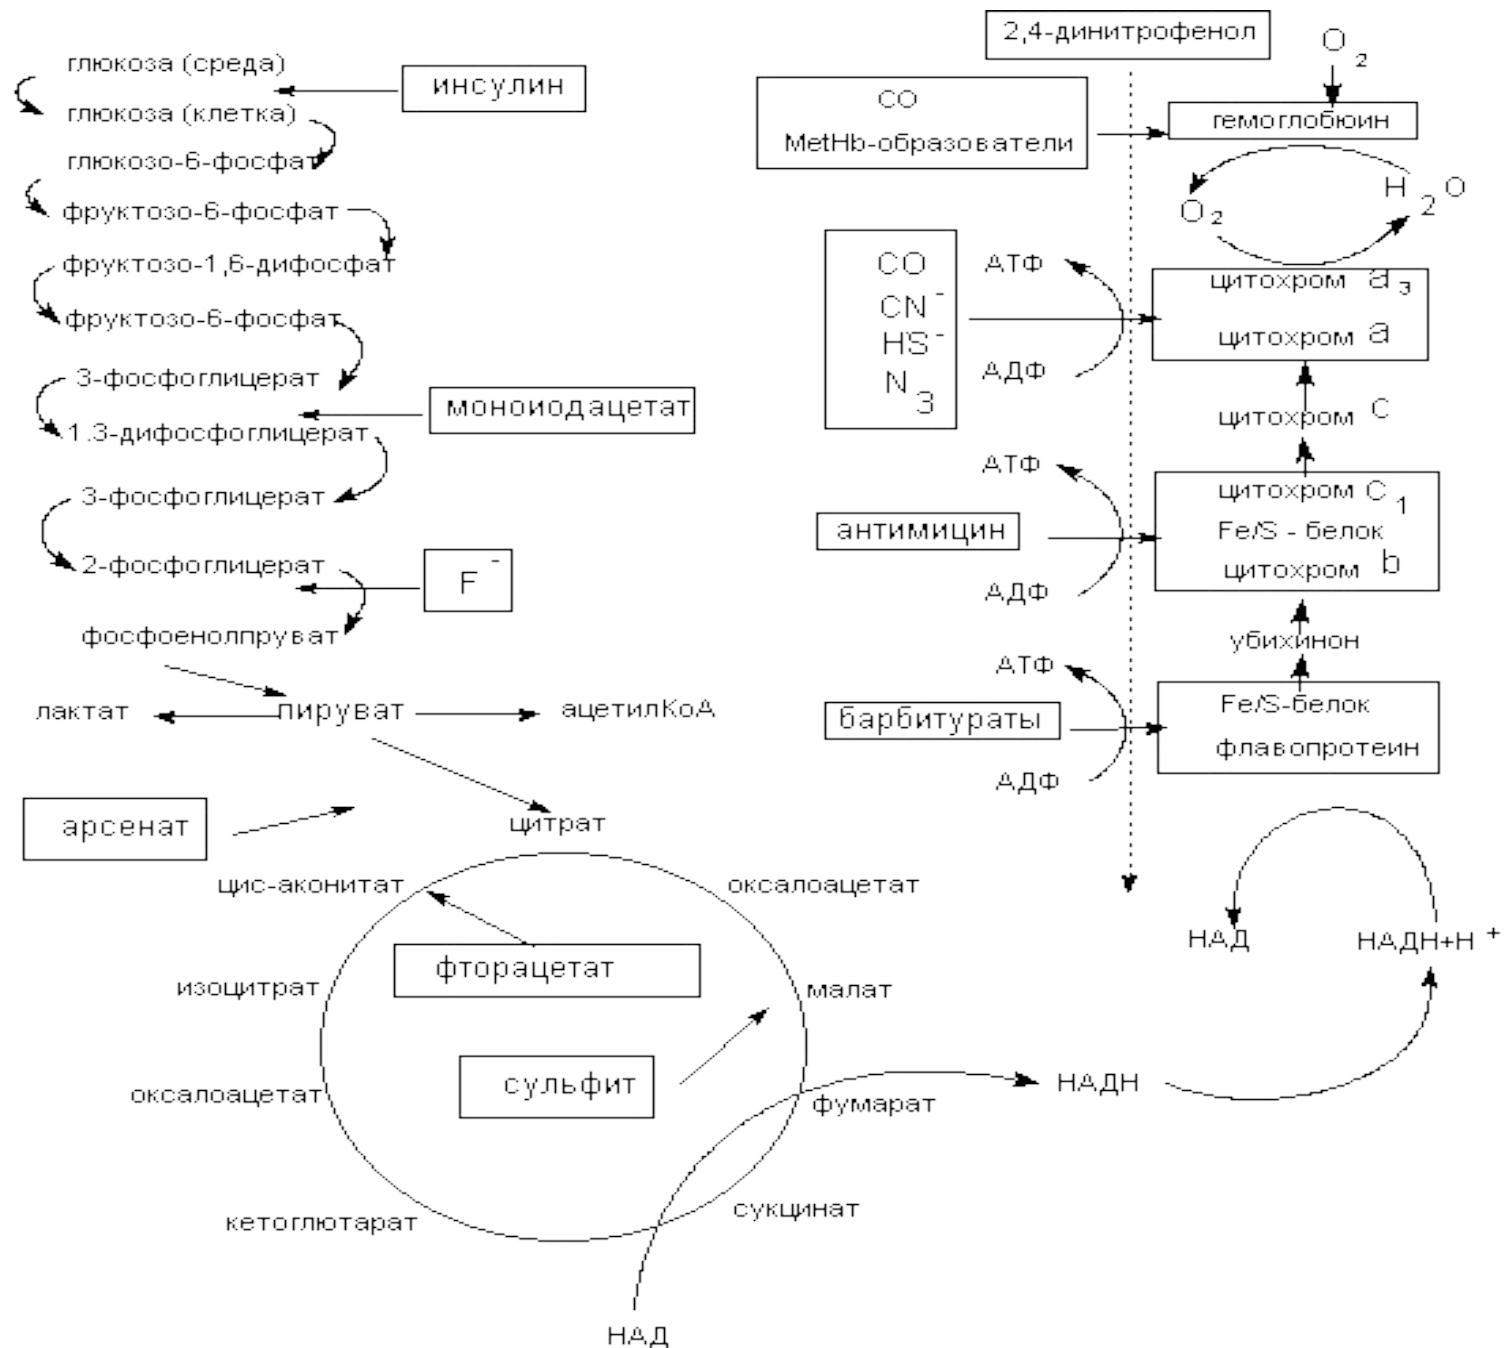 глюкоза (среда)
инсулин
глюкоза (клетка)
глюкозо-6-фосфат
фруктозо-6-фосфат
фруктозо-1,6-дифосфат
фруктозо-6-фосфат
3-фосфоглицерат
моноиодацетат
1.3-дифосфоглицерат
3-фосфоглицерат
2-фосфоглицерат
F⁻
фосфоенолпруват
лактат
пируват
ацетилКоА
арсенат
цитрат
цис-аконитат
оксалоацетат
фторацетат
изоцитрат
малат
сульфит
оксалоацетат
фумарат
кетоглютарат
сукцинат
НАД
НАДН
2,4-динитрофенол
O₂
CO
MetHb-образователи
гемоглобюин
O₂
H₂O
CO
CN⁻
HS⁻
N₃
АТФ
АДФ
цитохром a₃
цитохром a
цитохром c
АТФ
антимицин
АДФ
цитохром c₁
Fe/S - белок
цитохром b
убихинон
АТФ
барбитураты
АДФ
Fe/S-белок
флавопротеин
НАД
НАДН+Н⁺